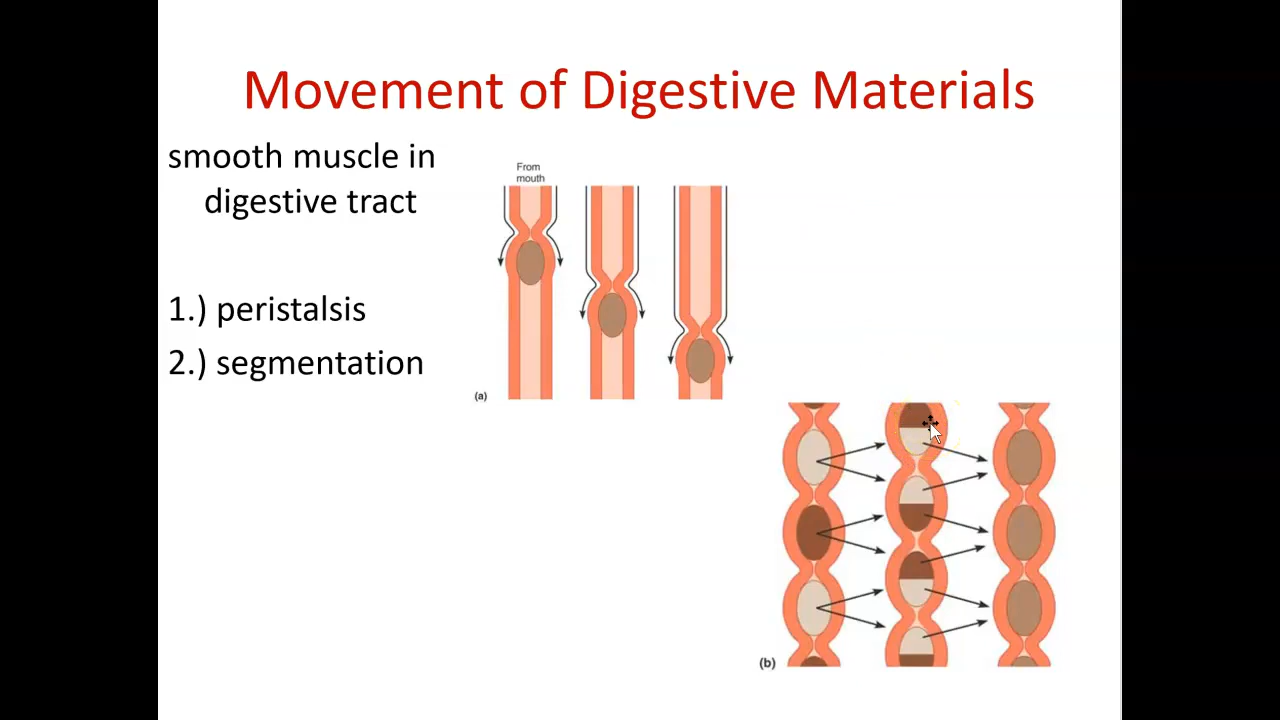 Movement of Digestive Materials
smooth muscle in
digestive tract
1.) peristalsis
2.) segmentation
From
mouth
(a)
(b)